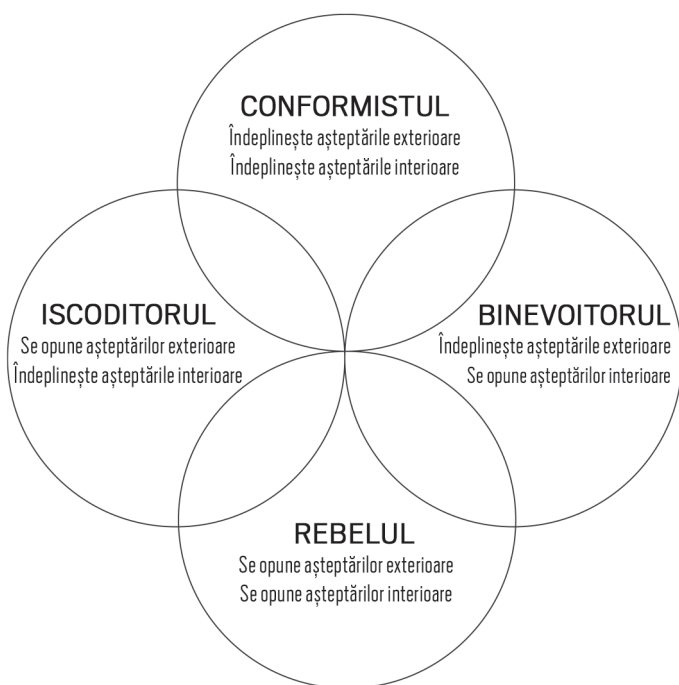 CONFORMISTUL
Îndeplinește așteptările exterioare
Îndeplinește așteptările interioare
ISCODITORUL
Se opune așteptărilor exterioare
Îndeplinește așteptările interioare
BINEVOITORUL
Îndeplinește așteptările exterioare
Se opune așteptărilor interioare
REBELUL
Se opune așteptărilor exterioare
Se opune așteptărilor interioare